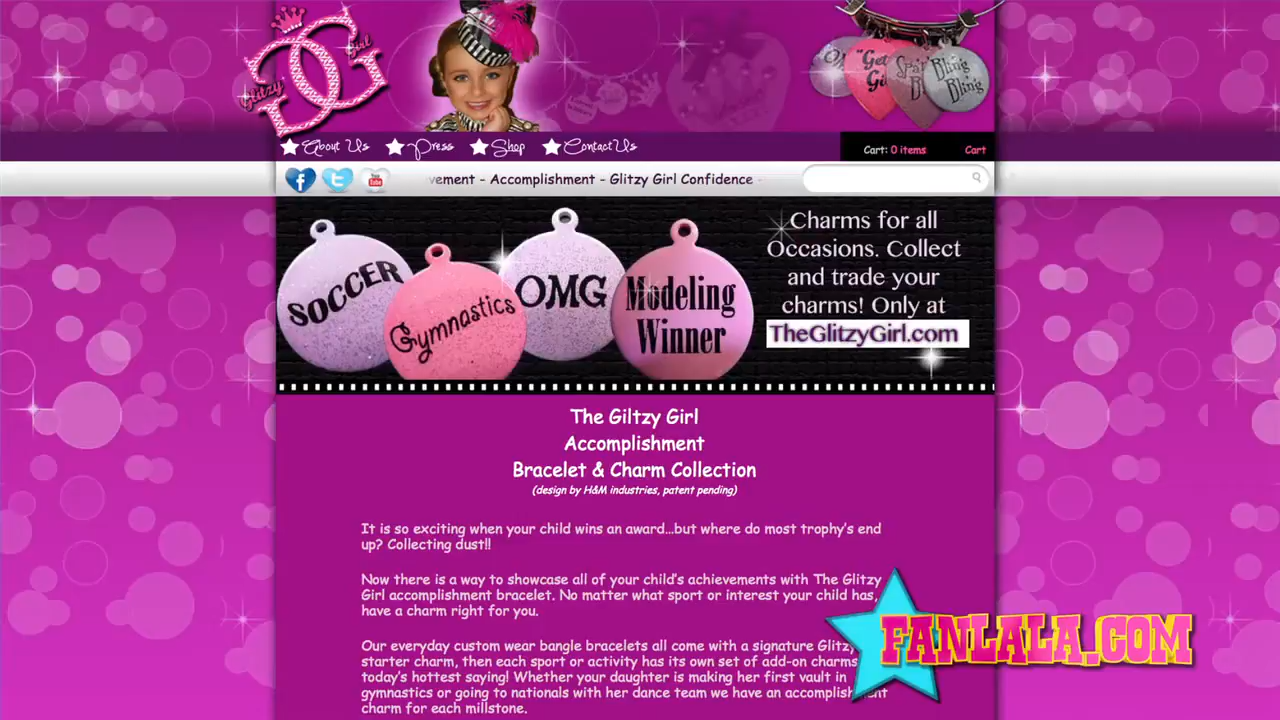 Glitzy
GG
Girl
"Get
Bling
Bling
About Us
Press
Shop
Contact Us
Cart: 0 items
Cart
vement - Accomplishment - Glitzy Girl Confidence -
You
Tube
SOCCER
Gymnastics
OMG
Modeling
Winner
Charms for all
Occasions. Collect
and trade your
charms! Only at
TheGlitzyGirl.com
The Giltzy Girl
Accomplishment
Bracelet & Charm Collection
(design by H&M industries, patent pending)
It is so exciting when your child wins an award...but where do most trophy's end
up? Collecting dust!!
Now there is a way to showcase all of your child's achievements with The Glitzy
Girl accomplishment bracelet. No matter what sport or interest your child has,
have a charm right for you.
Our everyday custom wear bangle bracelets all come with a signature Glitzy
starter charm, then each sport or activity has its own set of add-on charms
today's hottest saying! Whether your daughter is making her first vault in
gymnastics or going to nationals with her dance team we have an accomplishment
charm for each millstone.
FANLALA.COM